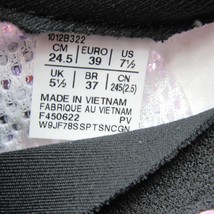 1012B322
CM EURO US
24.5 39 7½
UK BR CN
5½ 37 245(2.5)
MADE IN VIETNAM
FABRIQUE AU VIETNAM
F450622 PV
W9JF78SSPTSNCGN